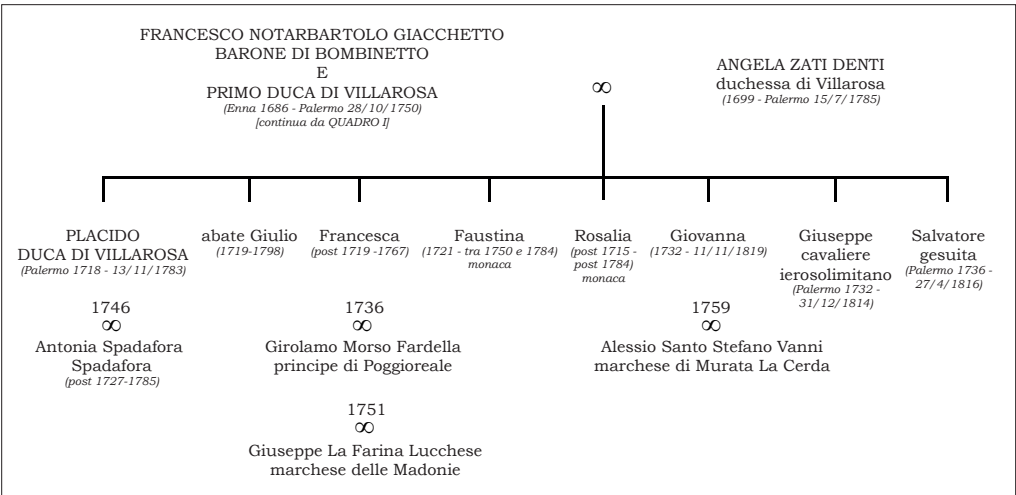 FRANCESCO NOTARBARTOLO GIACCHETTO
BARONE DI BOMBINETTO
E
PRIMO DUCA DI VILLAROSA
(Enna 1686 - Palermo 28/10/1750)
[continua da QUADRO I]
∞
ANGELA ZATI DENTI
duchessa di Villarosa
(1699 - Palermo 15/7/1785)
PLACIDO
DUCA DI VILLAROSA
(Palermo 1718 - 13/11/1783)
1746
∞
Antonia Spadafora
Spadafora
(post 1727-1785)
abate Giulio
(1719-1798)
Francesca
(post 1719 -1767)
1736
∞
Girolamo Morso Fardella
principe di Poggioreale
1751
∞
Giuseppe La Farina Lucchese
marchese delle Madonie
Faustina
(1721 - tra 1750 e 1784)
monaca
Rosalia
(post 1715 -
post 1784)
monaca
Giovanna
(1732 - 11/11/1819)
1759
∞
Alessio Santo Stefano Vanni
marchese di Murata La Cerda
Giuseppe
cavaliere
ierosolimitano
(Palermo 1732 -
31/12/1814)
Salvatore
gesuita
(Palermo 1736 -
27/4/1816)